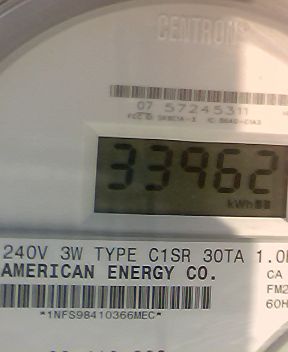 CENTRON
07 57245311
33962
kWh
240V 3W TYPE C1SR 30TA 1.0
CA
AMERICAN ENERGY CO.
FM2
60H
*1NFS98410366MEC*